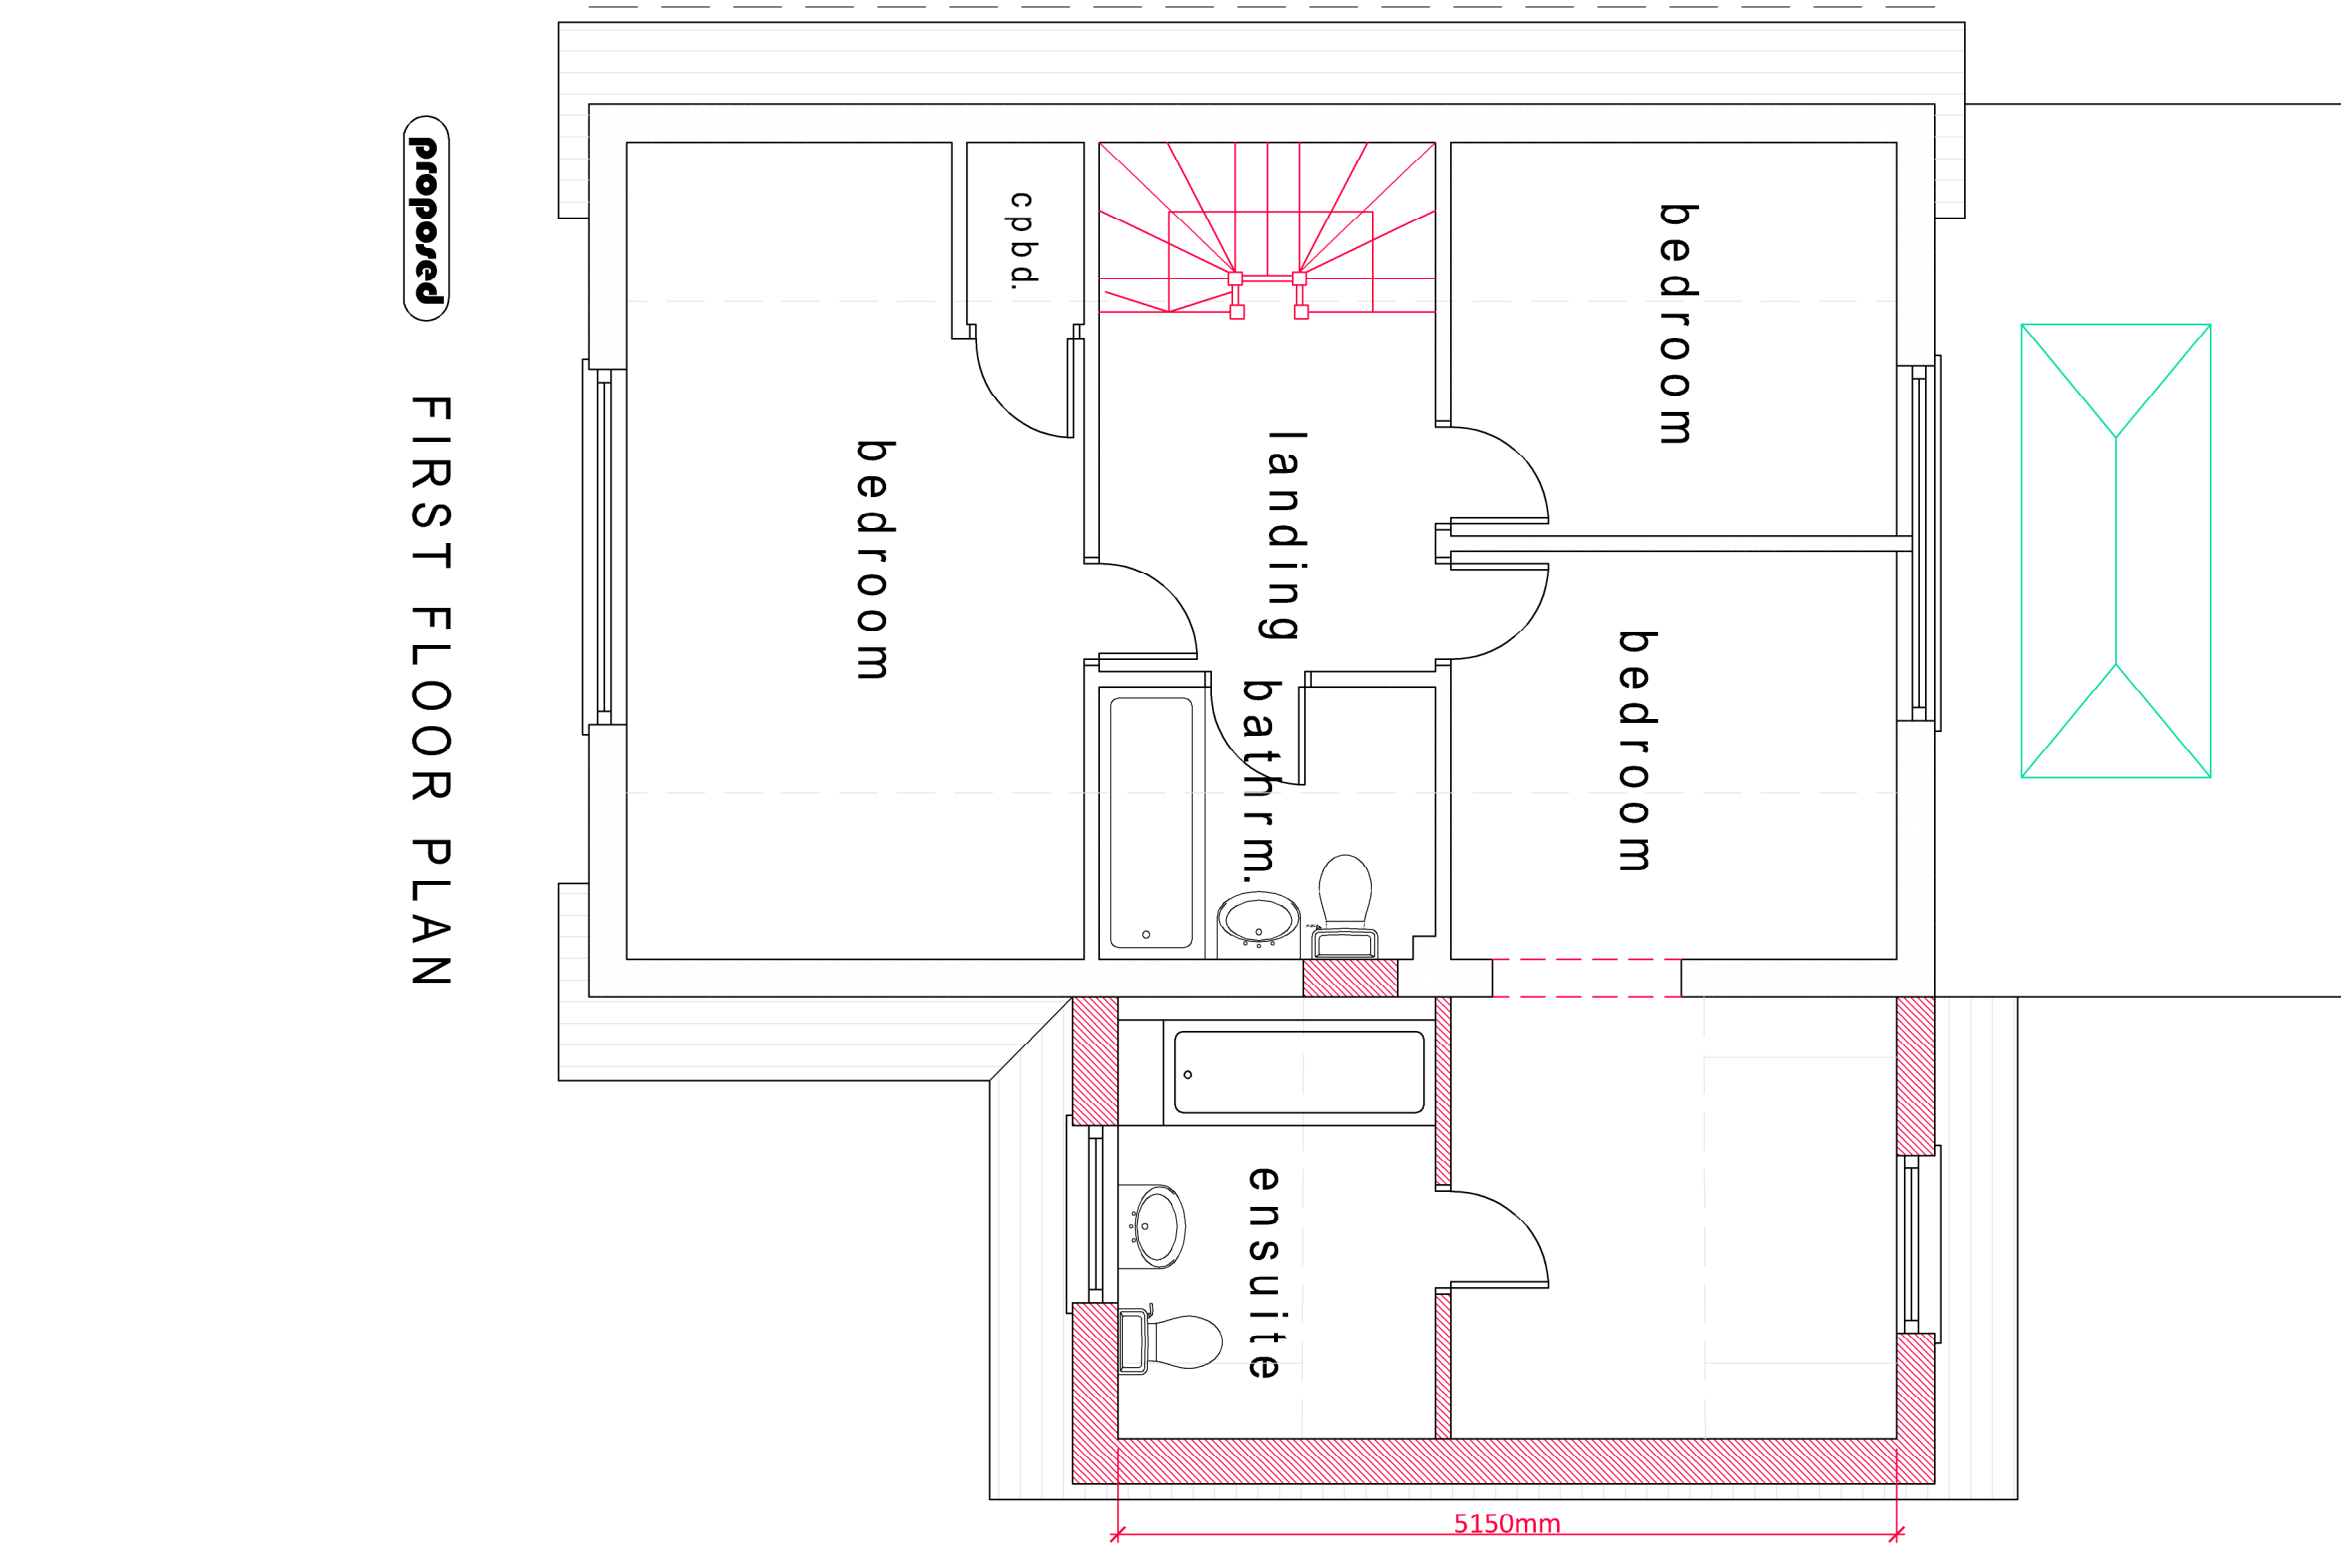 proposed FIRST FLOOR PLAN
cpbd.
bedroom
bedroom
landing
bedroom
bathrm.
ensuite
5150mm